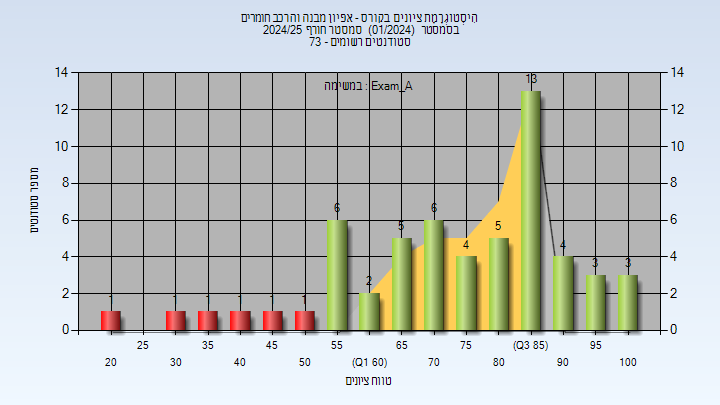 היסטוגרמת ציונים בקורס - אפיון מבנה והרכב חומרים
בסמסטר (01/2024) סמסטר חורף 2024/25
סטודנטים רשומים - 73
במשימה : Exam_A
מספר סטודנטים
14 14
12 12
10 10
8 8
6 6
4 4
2 2
0 0
1 1 1 1 1 1 6 2 5 6 4 5 13 4 3 3
25 35 45 55 65 75 (Q3 85) 95
20 30 40 50 (Q1 60) 70 80 90 100
טווח ציונים